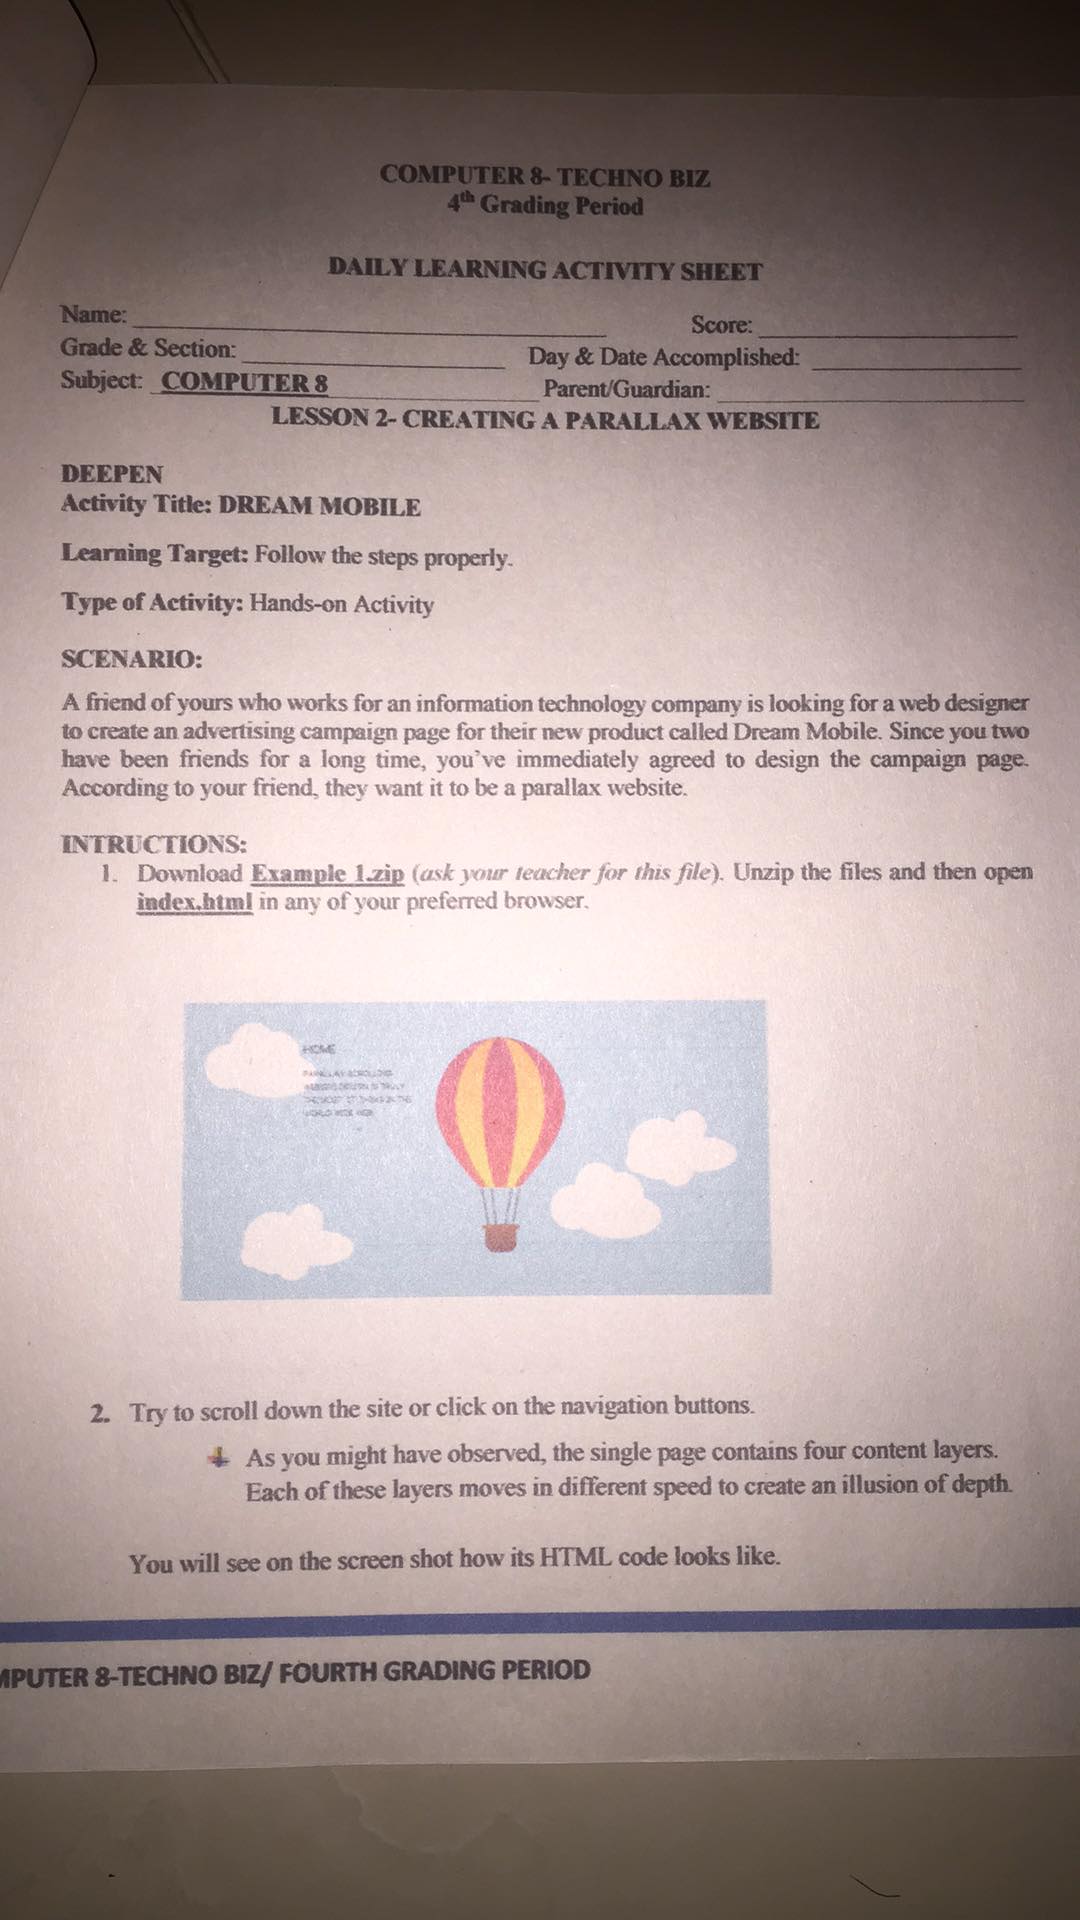 COMPUTER 8- TECHNO BIZ
4th Grading Period
DAILY LEARNING ACTIVITY SHEET
Name:
Score:
Grade & Section:
Day & Date Accomplished:
Subject: COMPUTER 8
Parent/Guardian:
LESSON 2- CREATING A PARALLAX WEBSITE
DEEPEN
Activity Title: DREAM MOBILE
Learning Target: Follow the steps properly.
Type of Activity: Hands-on Activity
SCENARIO:
A friend of yours who works for an information technology company is looking for a web designer
to create an advertising campaign page for their new product called Dream Mobile. Since you two
have been friends for a long time, you've immediately agreed to design the campaign page.
According to your friend, they want it to be a parallax website.
INTRUCTIONS:
1. Download Example 1.zip (ask your teacher for this file). Unzip the files and then open
index.html in any of your preferred browser.
HOME
2. Try to scroll down the site or click on the navigation buttons.
As you might have observed, the single page contains four content layers.
Each of these layers moves in different speed to create an illusion of depth.
You will see on the screen shot how its HTML code looks like.
MPUTER 8-TECHNO BIZ/ FOURTH GRADING PERIOD